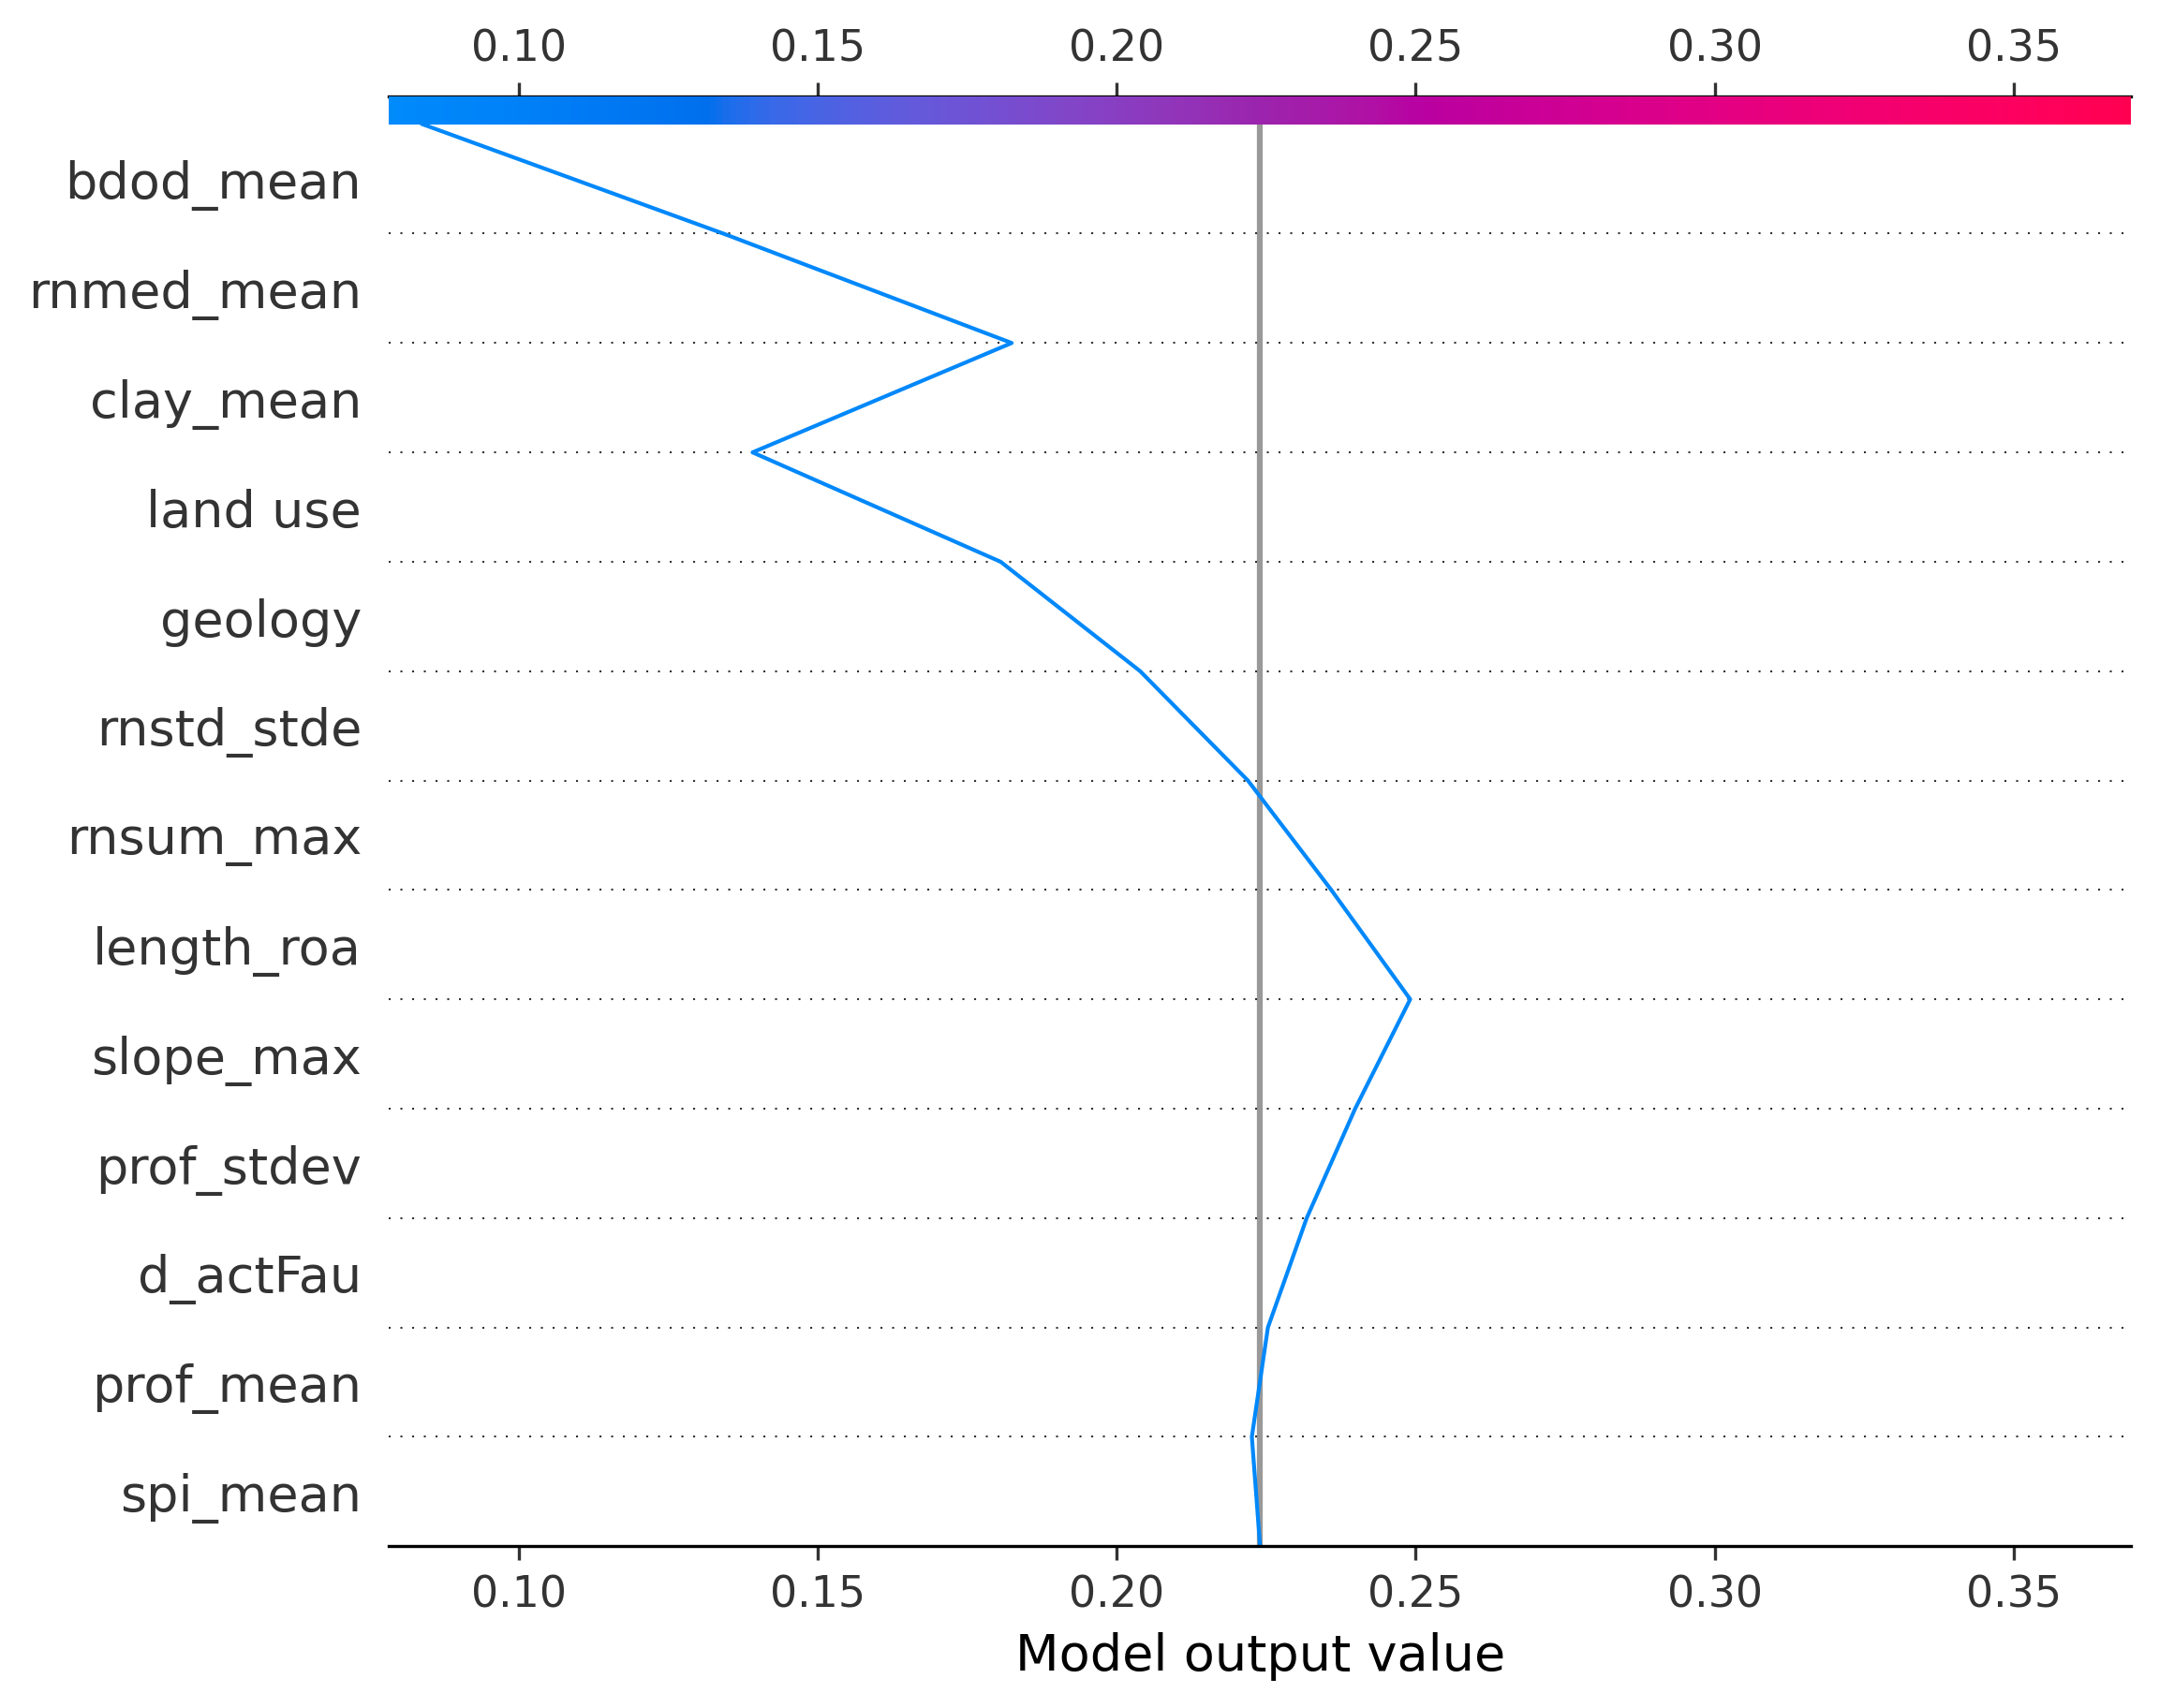 0.10 0.15 0.20 0.25 0.30 0.35
bdod_mean
rnmed_mean
clay_mean
land use
geology
rnstd_stde
rnsum_max
length_roa
slope_max
prof_stdev
d_actFau
prof_mean
spi_mean
0.10 0.15 0.20 0.25 0.30 0.35
Model output value